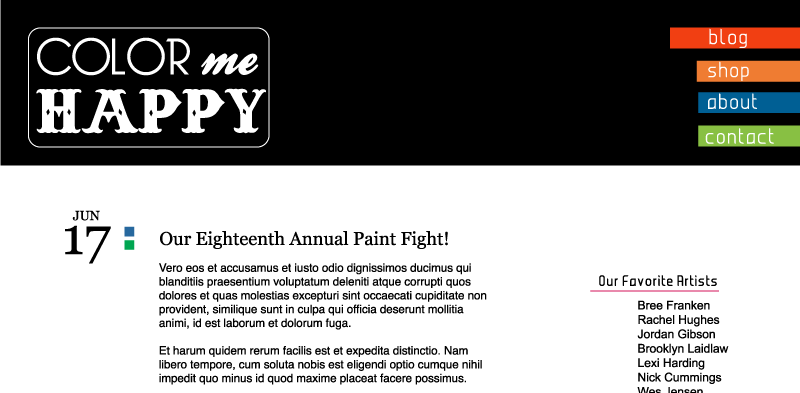 COLOR me
HAPPY
blog
shop
about
contact
JUN
17
Our Eighteenth Annual Paint Fight!
Vero eos et accusamus et iusto odio dignissimos ducimus qui
blanditiis praesentium voluptatum deleniti atque corrupti quos
dolores et quas molestias excepturi sint occaecati cupiditate non
provident, similique sunt in culpa qui officia deserunt mollitia
animi, id est laborum et dolorum fuga.
Et harum quidem rerum facilis est et expedita distinctio. Nam
libero tempore, cum soluta nobis est eligendi optio cumque nihil
impedit quo minus id quod maxime placeat facere possimus.
Our Favorite Artists
Bree Franken
Rachel Hughes
Jordan Gibson
Brooklyn Laidlaw
Lexi Harding
Nick Cummings
Wes Jensen